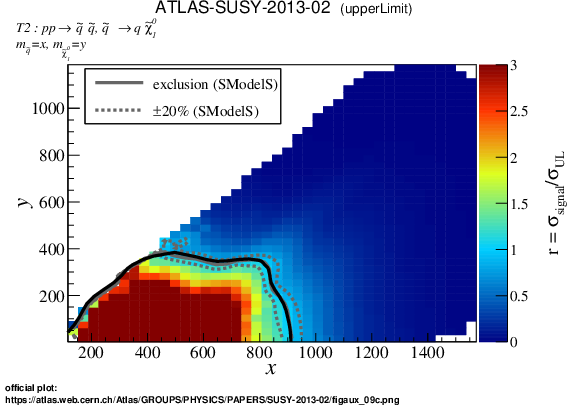 ATLAS-SUSY-2013-02 (upperLimit)
T2 : pp → q̃ q̃, q̃ → q χ̃⁰₁
m_q̃=x, m_χ̃⁰₁=y
exclusion (SModelS)
±20% (SModelS)
1000
800
600
400
200
y
200 400 600 800 1000 1200 1400
x
3
2.5
2
1.5
1
0.5
0
r = σ_signal/σ_UL
official plot:
https://atlas.web.cern.ch/Atlas/GROUPS/PHYSICS/PAPERS/SUSY-2013-02/figaux_09c.png